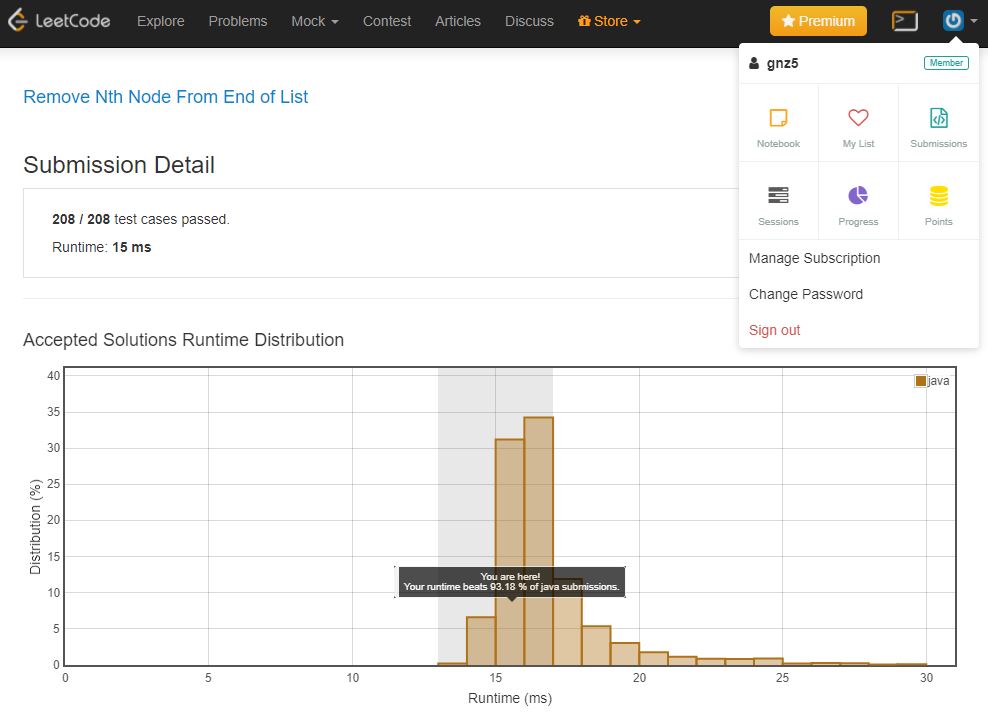 LeetCode Explore Problems Mock Contest Articles Discuss Store Premium
gnz5 Member
Notebook My List Submissions
Sessions Progress Points
Manage Subscription
Change Password
Sign out
Remove Nth Node From End of List
Submission Detail
208 / 208 test cases passed.
Runtime: 15 ms
Accepted Solutions Runtime Distribution
java
40
35
30
25
20
15
10
5
0
Distribution (%)
You are here!
Your runtime beats 93.18 % of java submissions.
0 5 10 15 20 25 30
Runtime (ms)